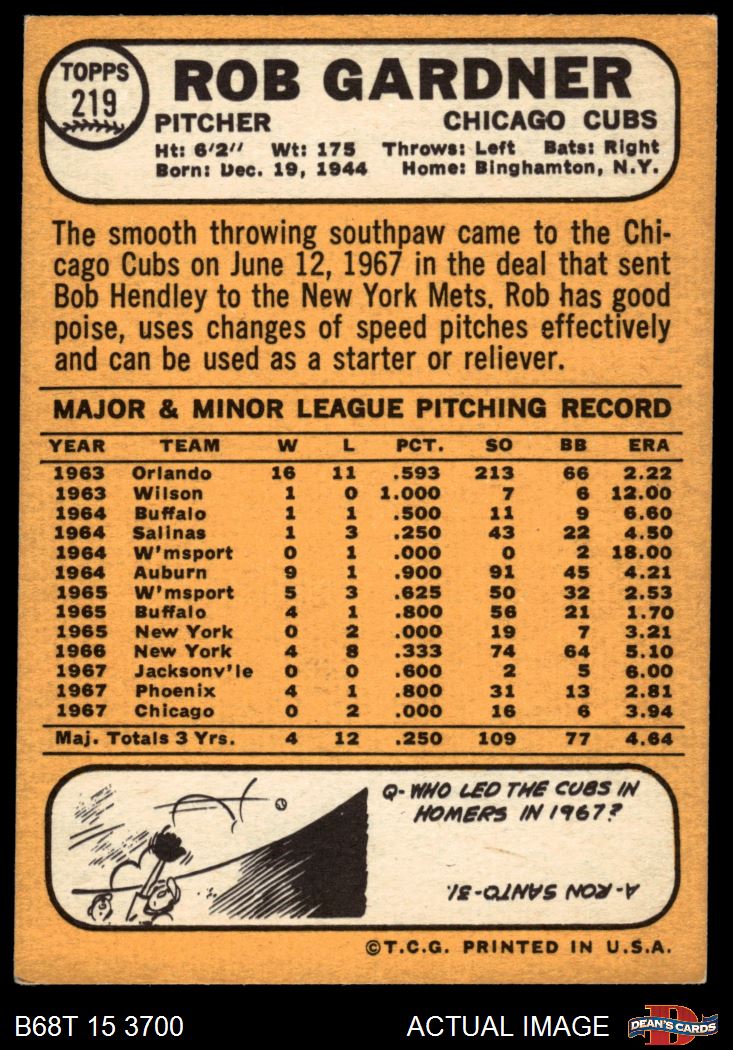 TOPPS
219
ROB GARDNER
PITCHER CHICAGO CUBS
Ht: 6'2" Wt: 175 Throws: Left Bats: Right
Born: Dec. 19, 1944 Home: Binghamton, N.Y.
The smooth throwing southpaw came to the Chi-
cago Cubs on June 12, 1967 in the deal that sent
Bob Hendley to the New York Mets. Rob has good
poise, uses changes of speed pitches effectively
and can be used as a starter or reliever.
MAJOR & MINOR LEAGUE PITCHING RECORD
YEAR TEAM W L PCT. SO BB ERA
1963 Orlando 16 11 .593 213 66 2.22
1963 Wilson 1 0 1.000 7 6 12.00
1964 Buffalo 1 1 .500 11 9 6.60
1964 Salinas 1 3 .250 43 22 4.50
1964 W'msport 0 1 .000 0 2 18.00
1964 Auburn 9 1 .900 91 45 4.21
1965 W'msport 5 3 .625 50 32 2.53
1965 Buffalo 4 1 .800 56 21 1.70
1965 New York 0 2 .000 19 7 3.21
1966 New York 4 8 .333 74 64 5.10
1967 Jacksonv'le 0 0 .600 2 5 6.00
1967 Phoenix 4 1 .800 31 13 2.81
1967 Chicago 0 2 .000 16 6 3.94
Maj. Totals 3 Yrs. 4 12 .250 109 77 4.64
Q-WHO LED THE CUBS IN
HOMERS IN 1967?
A-RON SANTO-31.
©T.C.G. PRINTED IN U.S.A.
B68T 15 3700 ACTUAL IMAGE DEAN'S CARDS